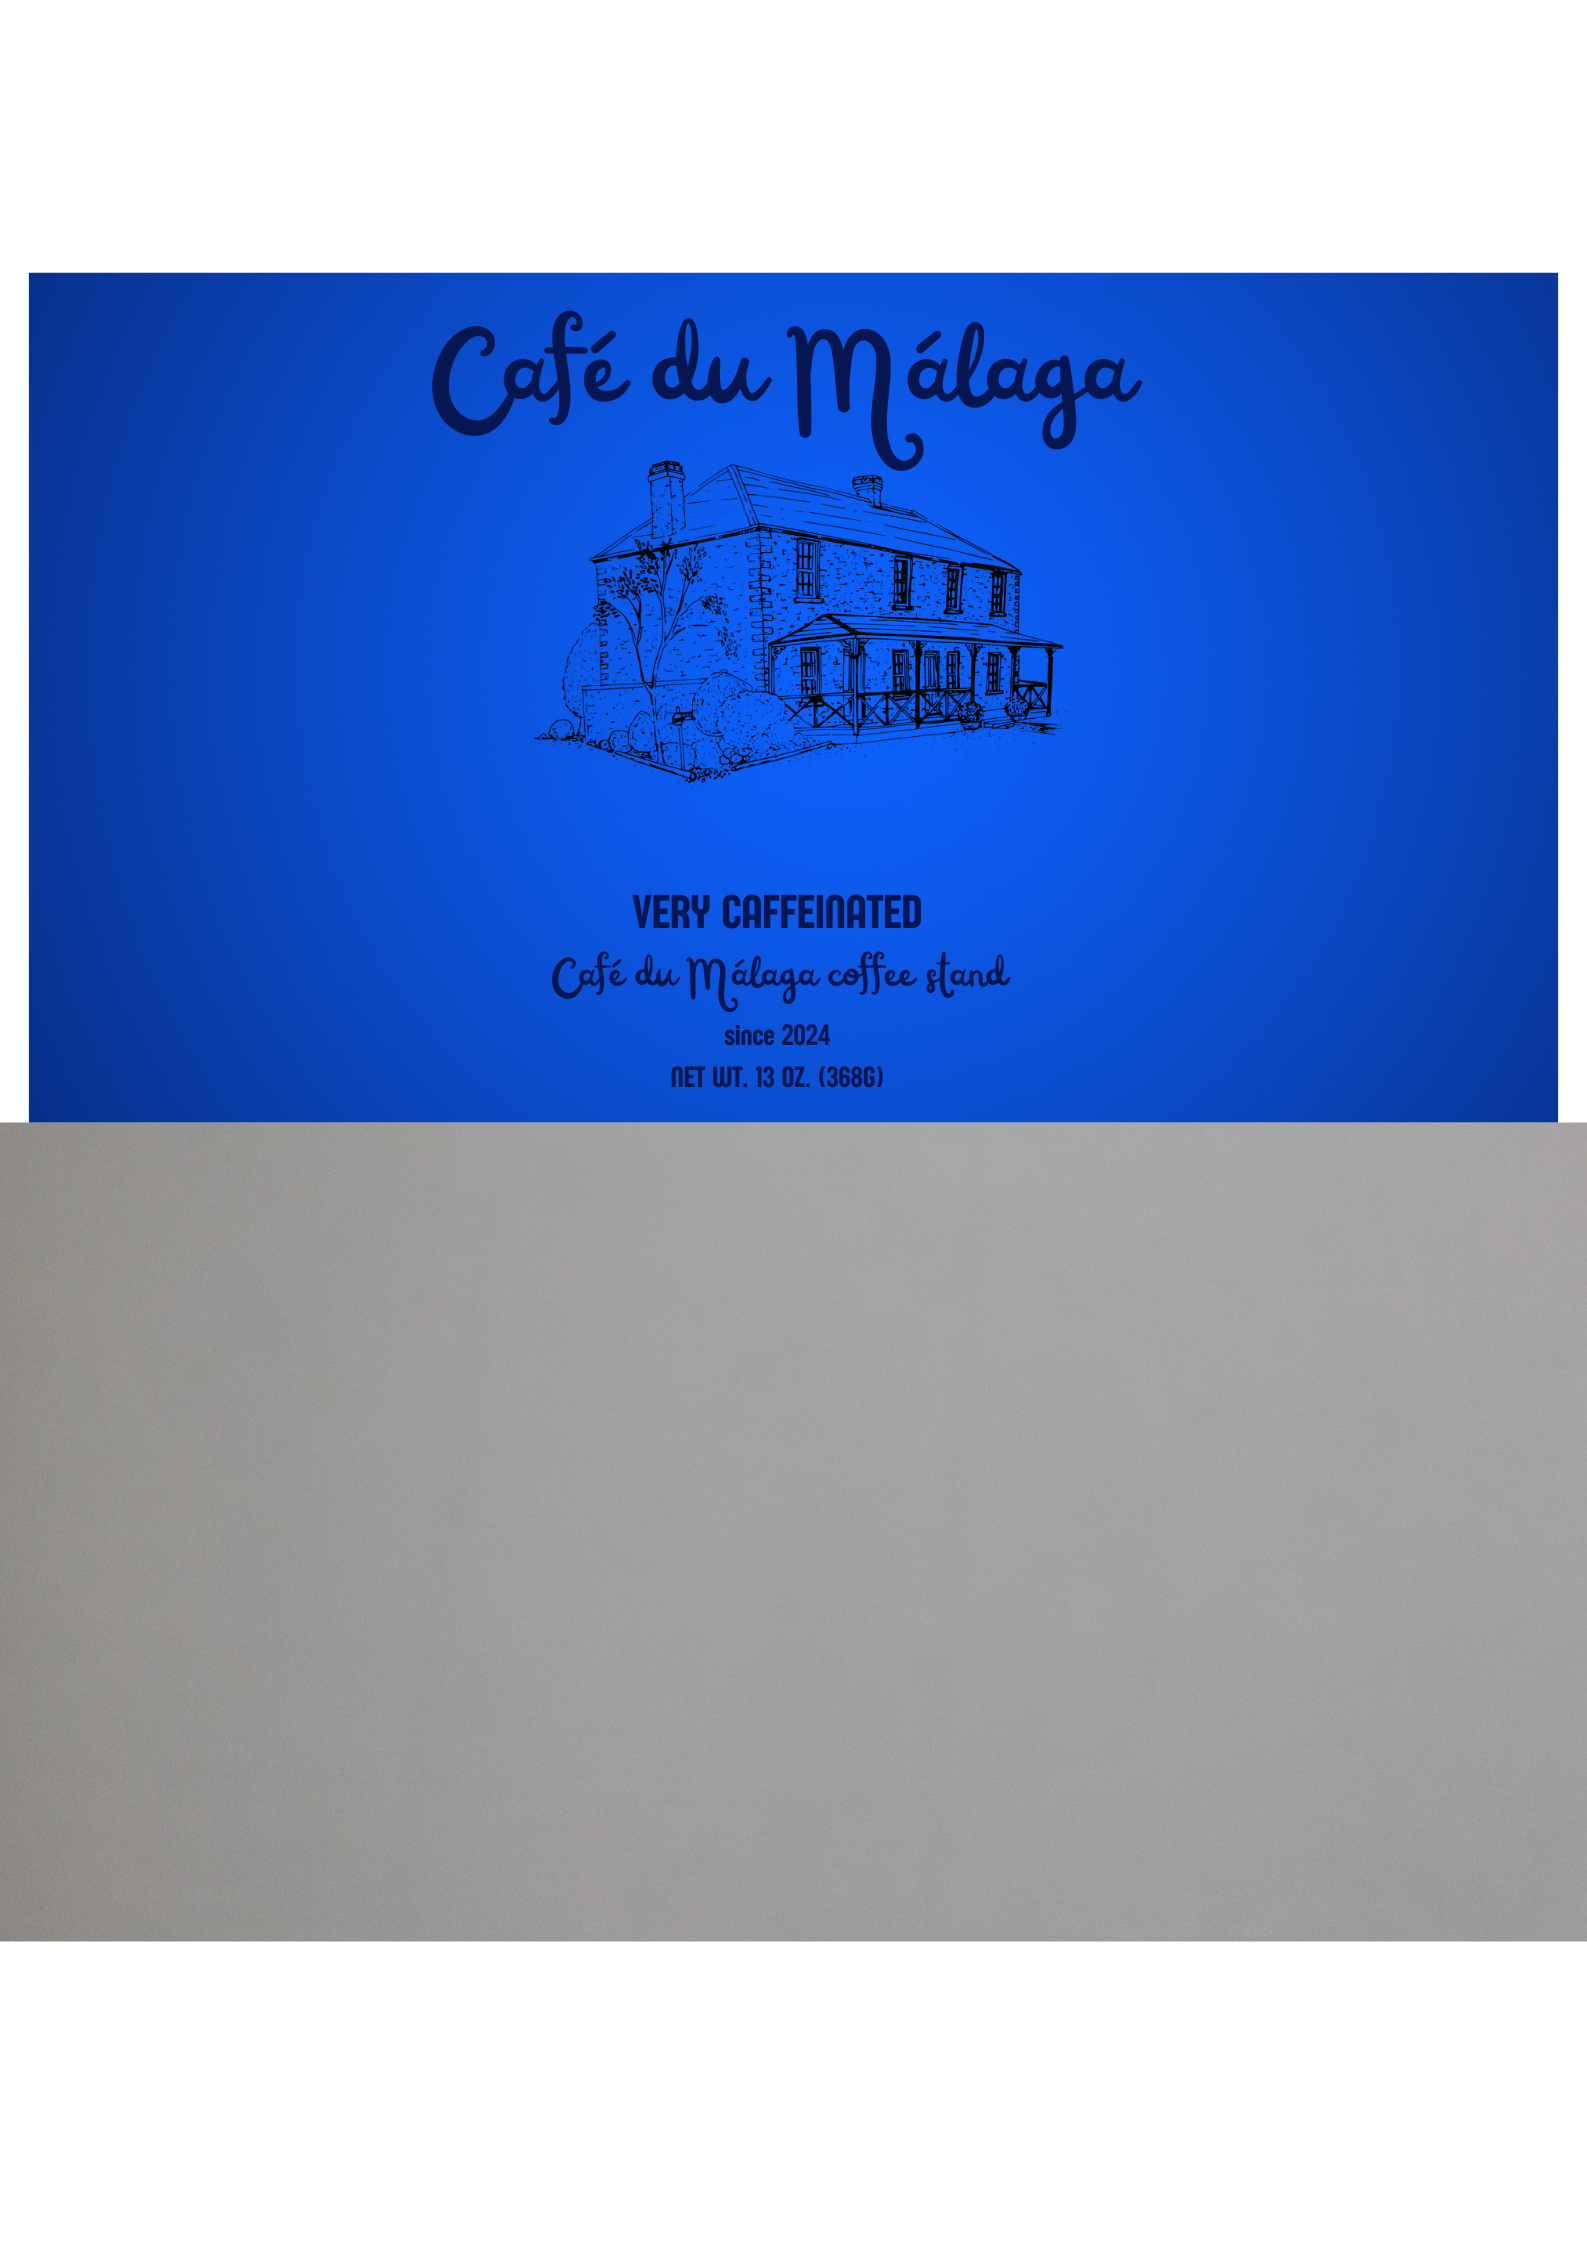 Café du Málaga
VERY CAFFEINATED
Café du Málaga coffee stand
since 2024
NET WT. 13 OZ. (368G)